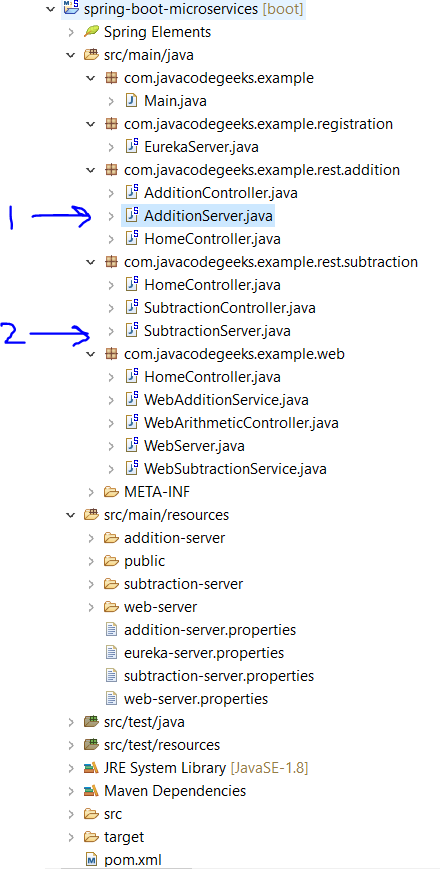 spring-boot-microservices [boot]
Spring Elements
src/main/java
com.javacodegeeks.example
Main.java
com.javacodegeeks.example.registration
EurekaServer.java
com.javacodegeeks.example.rest.addition
AdditionController.java
1 AdditionServer.java
HomeController.java
com.javacodegeeks.example.rest.subtraction
HomeController.java
SubtractionController.java
2 SubtractionServer.java
com.javacodegeeks.example.web
HomeController.java
WebAdditionService.java
WebArithmeticController.java
WebServer.java
WebSubtractionService.java
META-INF
src/main/resources
addition-server
public
subtraction-server
web-server
addition-server.properties
eureka-server.properties
subtraction-server.properties
web-server.properties
src/test/java
src/test/resources
JRE System Library [JavaSE-1.8]
Maven Dependencies
src
target
pom.xml